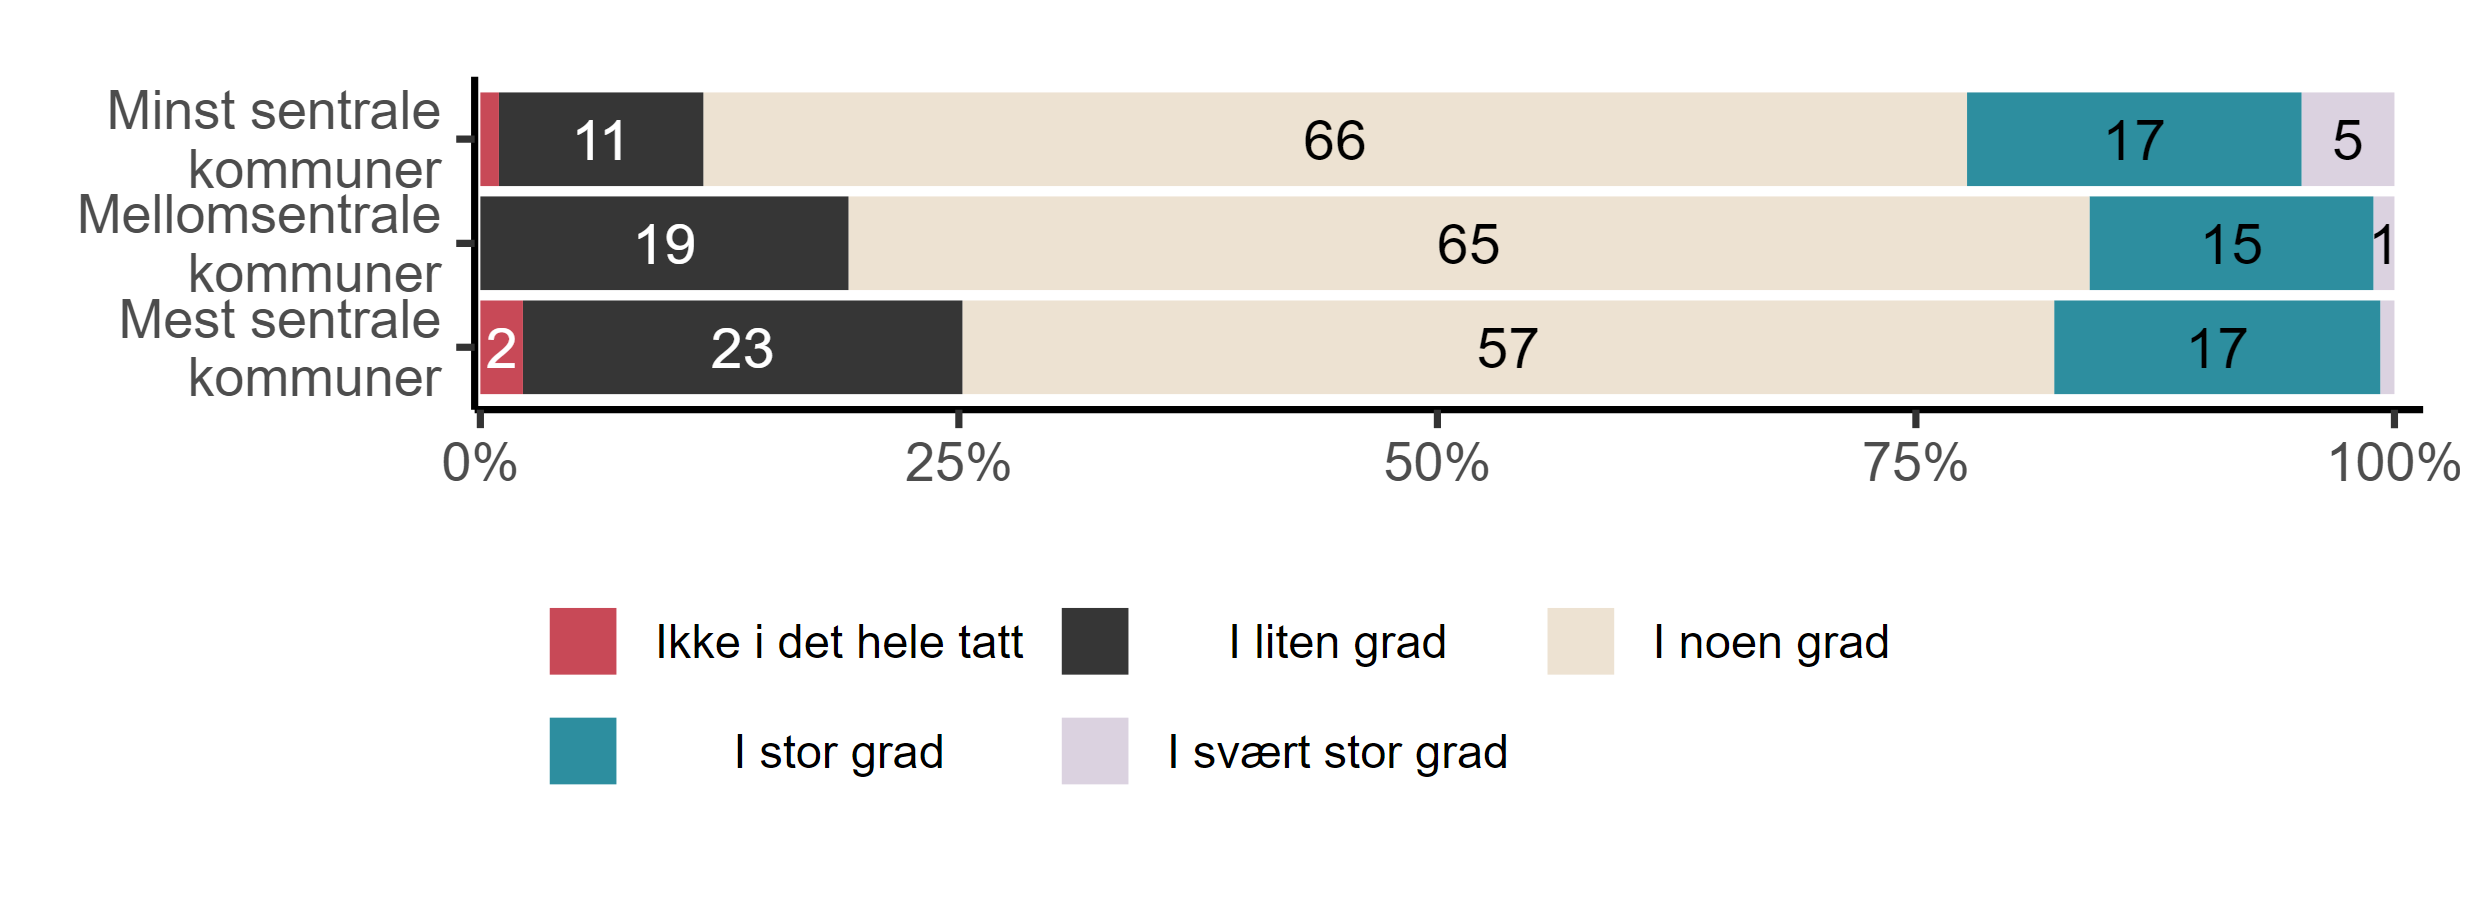 Minst sentrale
kommuner
11 66 17 5
Mellomsentrale
kommuner
19 65 15 1
Mest sentrale
kommuner
2 23 57 17
0% 25% 50% 75% 100%
Ikke i det hele tatt I liten grad I noen grad
I stor grad I svært stor grad